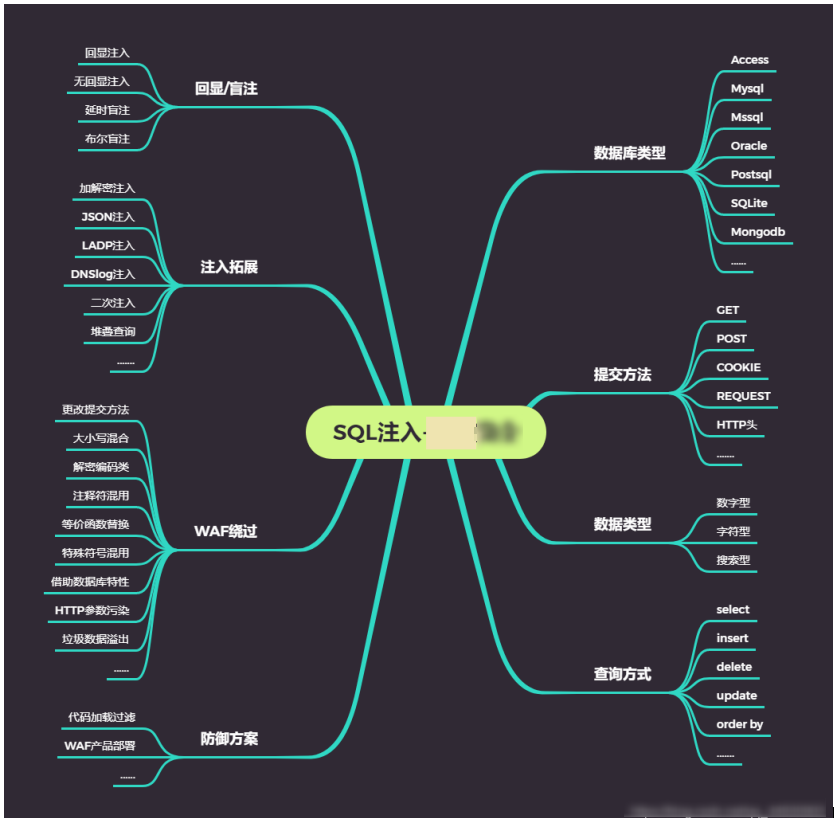 SQL注入-
回显/盲注
回显注入
无回显注入
延时盲注
布尔盲注
注入拓展
加解密注入
JSON注入
LADP注入
DNSlog注入
二次注入
堆叠查询
.......
WAF绕过
更改提交方法
大小写混合
解密编码类
注释符混用
等价函数替换
特殊符号混用
借助数据库特性
HTTP参数污染
垃圾数据溢出
......
防御方案
代码加载过滤
WAF产品部署
......
数据库类型
Access
Mysql
Mssql
Oracle
Postsql
SQLite
Mongodb
......
提交方法
GET
POST
COOKIE
REQUEST
HTTP头
.......
数据类型
数字型
字符型
搜索型
查询方式
select
insert
delete
update
order by
.......